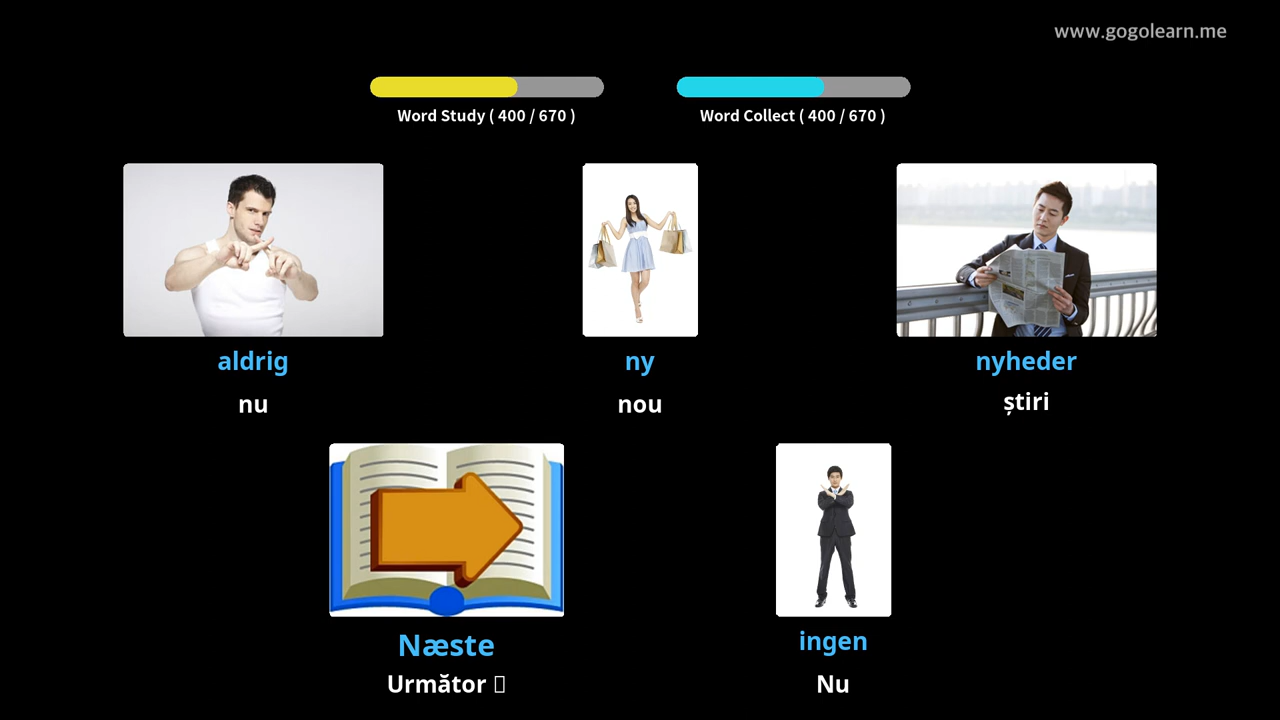 www.gogolearn.me
Word Study ( 400 / 670 )
Word Collect ( 400 / 670 )
aldrig
ny
nyheder
nu
nou
știri
Næste
ingen
Următor
Nu